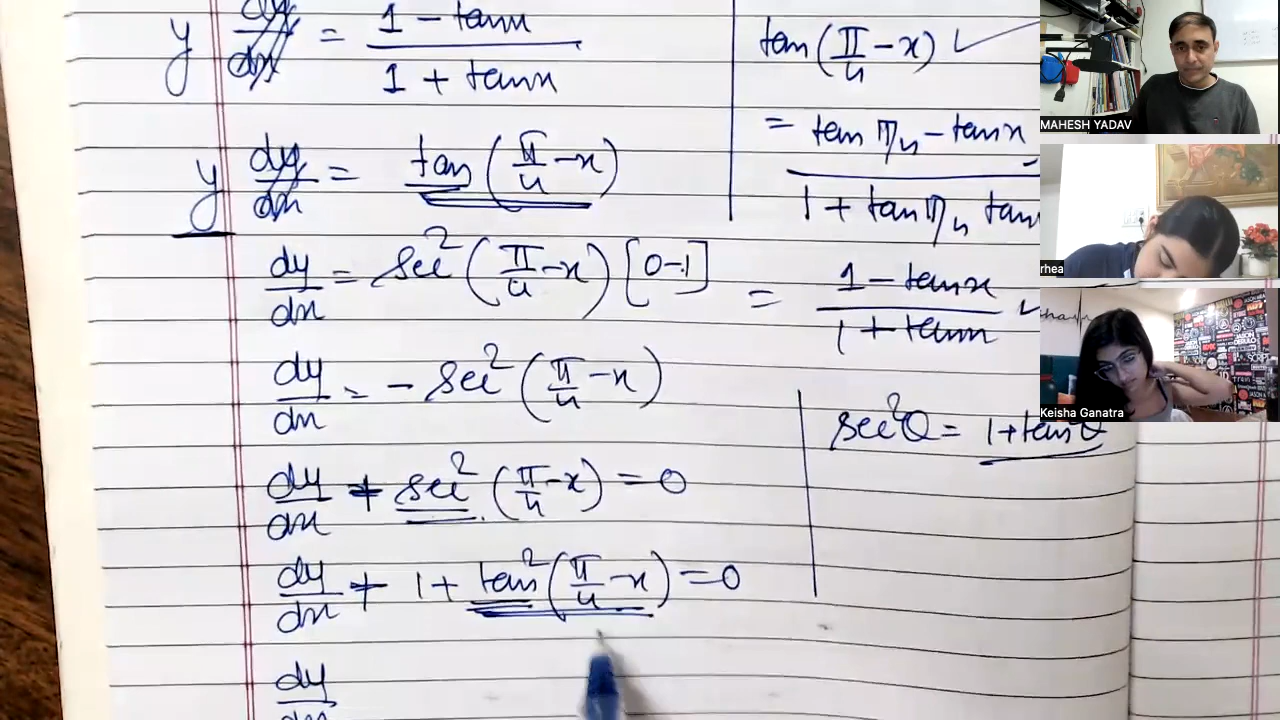 y dy/dx = 1 - tanx / 1 + tanx
y dy/dx = tan(π/4 - x)
dy/dx = sec²(π/4 - x) [0-1]
dy/dx = - sec²(π/4 - x)
dy/dx + sec²(π/4 - x) = 0
dy/dx + 1 + tan²(π/4 - x) = 0
dy/dx
tan(π/4 - x) ✓
= tan π/4 - tanx / 1 + tan π/4 tan
= 1 - tanx / 1 + tanx ✓
sec²θ = 1 + tan²θ
MAHESH YADAV
rhea
Keisha Ganatra